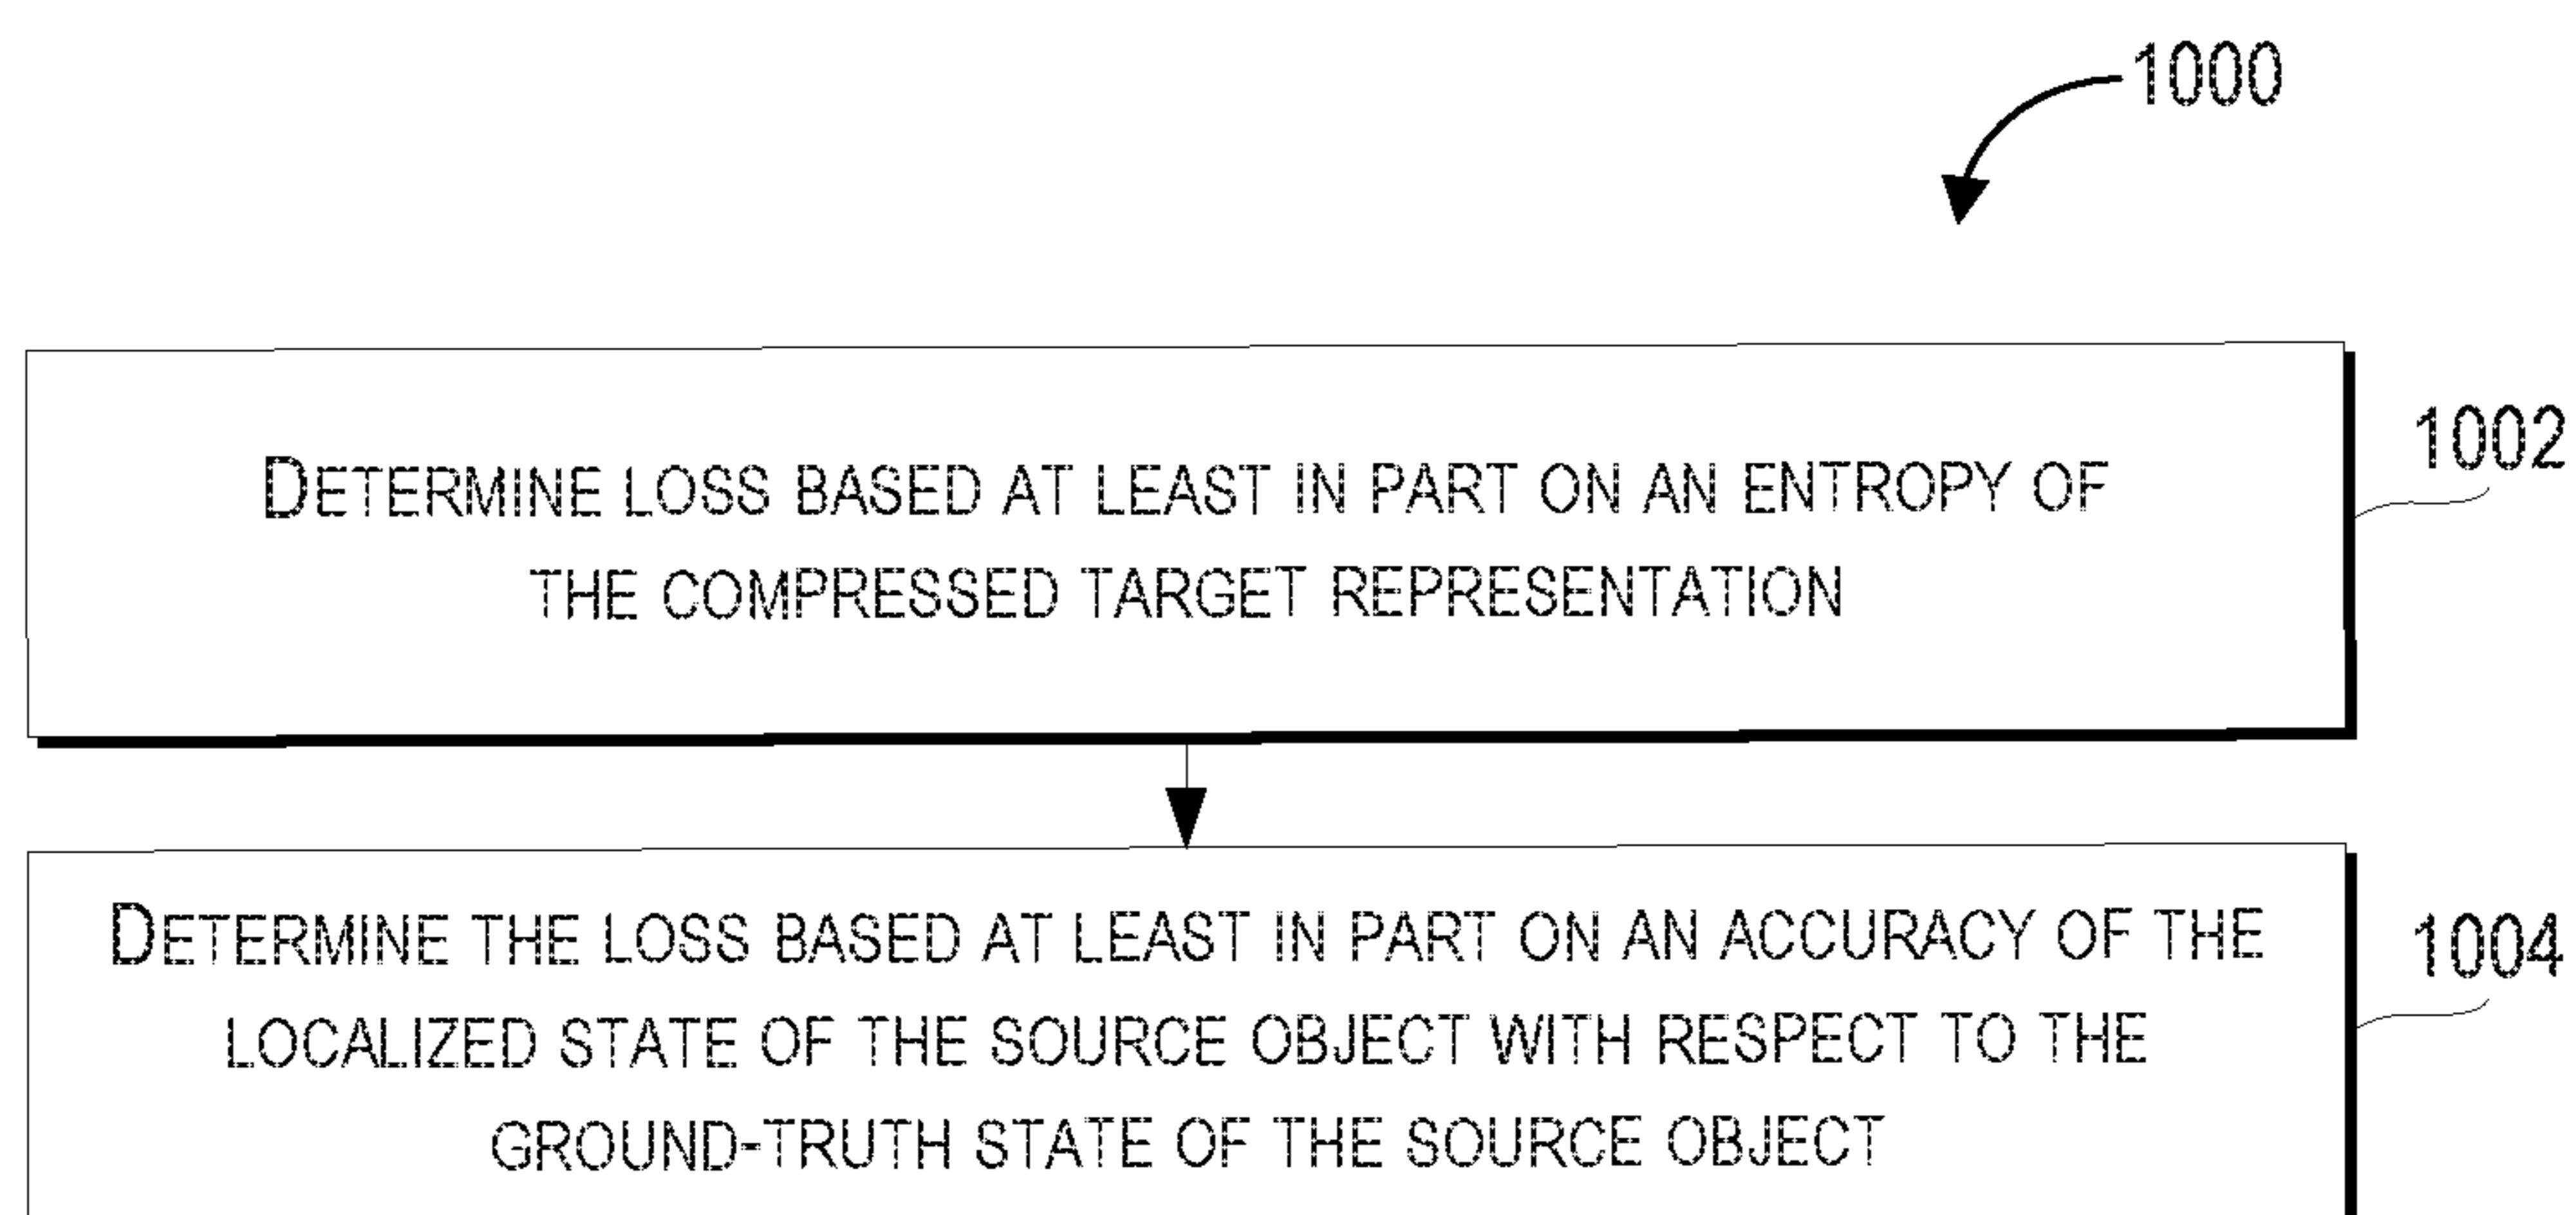 1000
DETERMINE LOSS BASED AT LEAST IN PART ON AN ENTROPY OF
THE COMPRESSED TARGET REPRESENTATION
1002
DETERMINE THE LOSS BASED AT LEAST IN PART ON AN ACCURACY OF THE
LOCALIZED STATE OF THE SOURCE OBJECT WITH RESPECT TO THE
GROUND-TRUTH STATE OF THE SOURCE OBJECT
1004